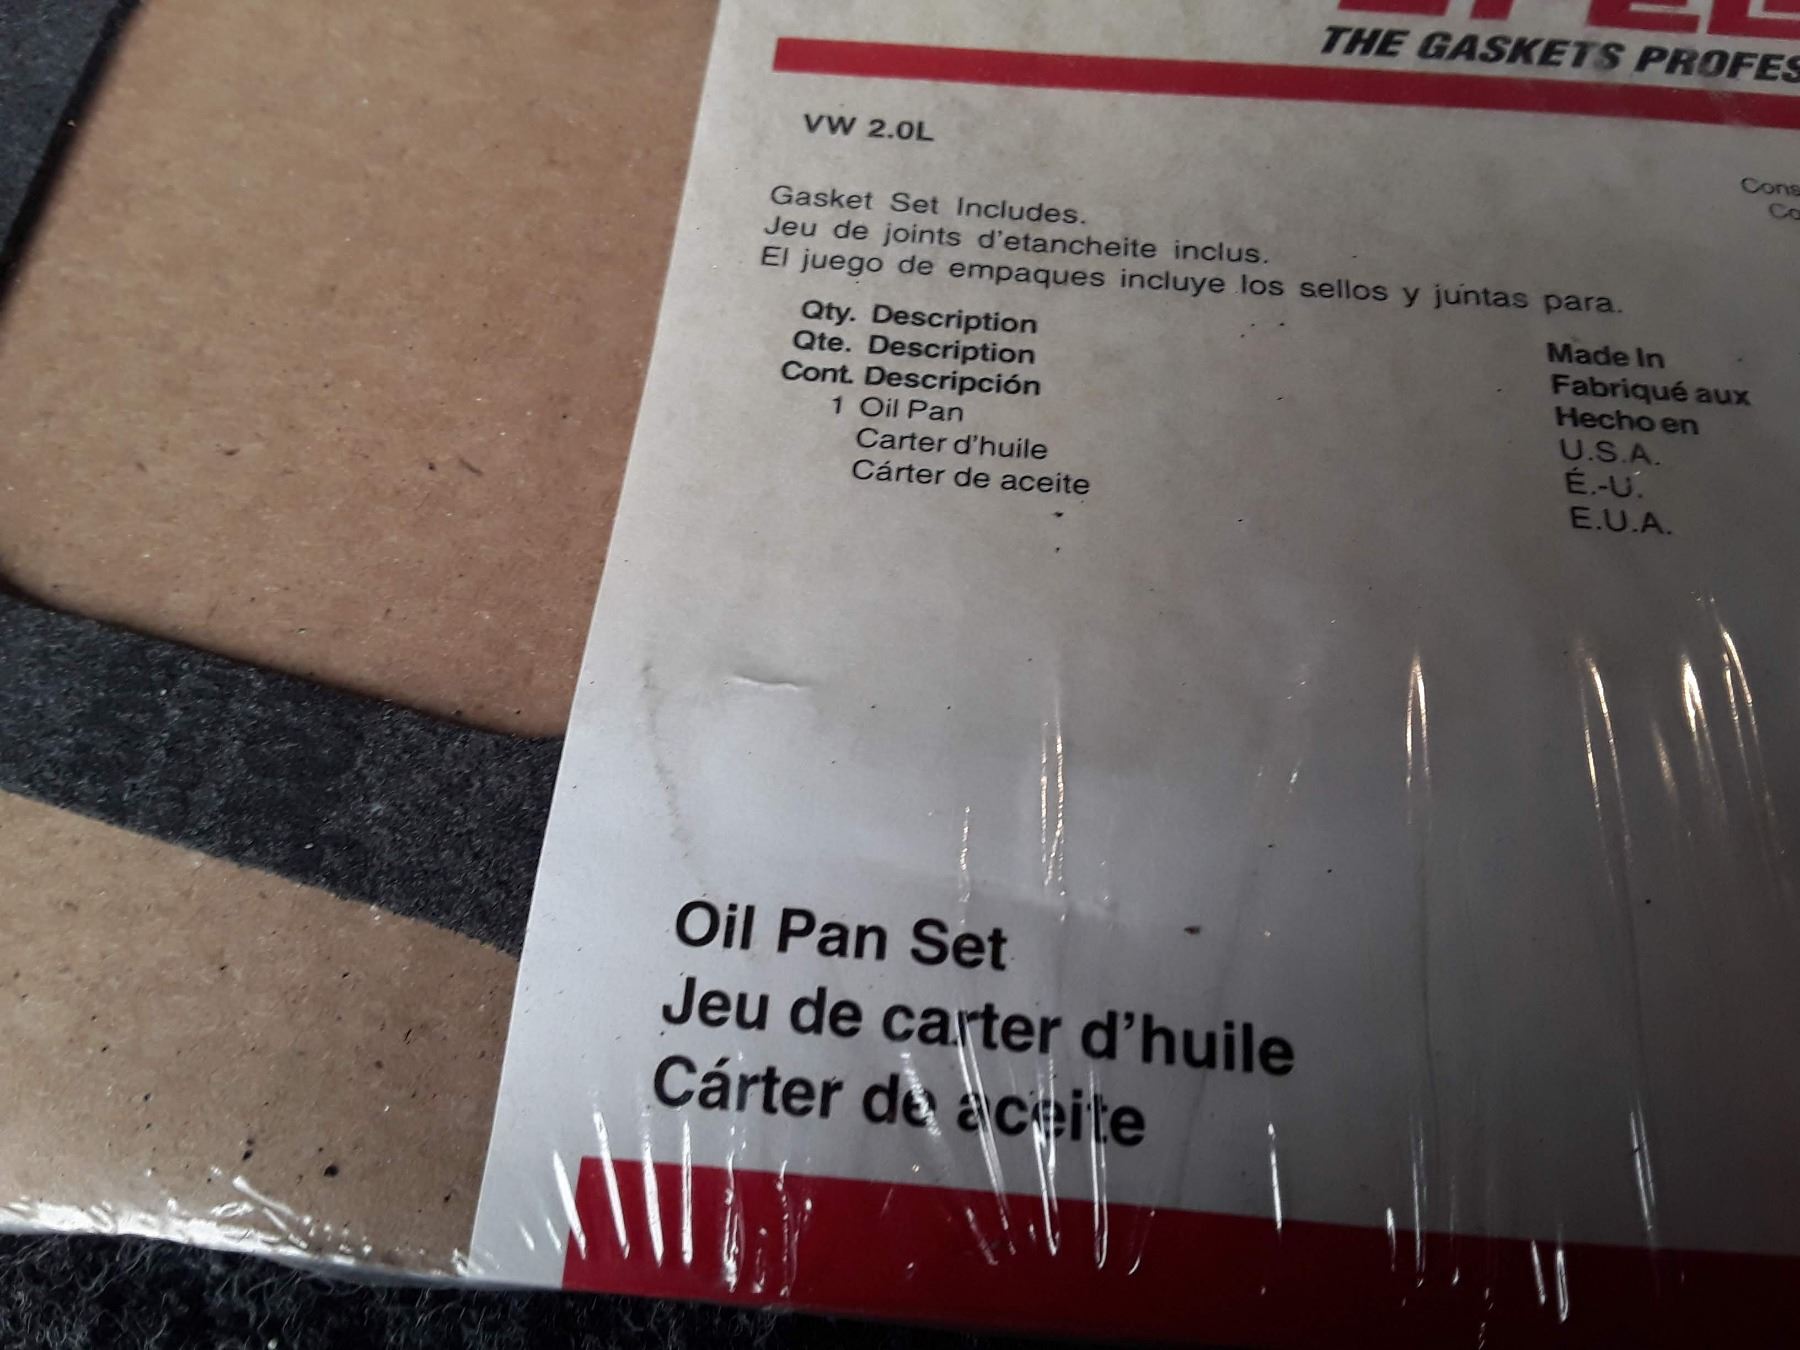 THE GASKETS
VW 2.0L
Gasket Set Includes.
Jeu de joints d'etancheite inclus.
El juego de empaques incluye los sellos y juntas para.
Qty. Description
Qte. Description
Cont. Descripción
1 Oil Pan
Carter d'huile
Cárter de aceite
Made In
Fabriqué aux
Hecho en
U.S.A.
É.-U.
E.U.A.
Oil Pan Set
Jeu de carter d'huile
Cárter de aceite